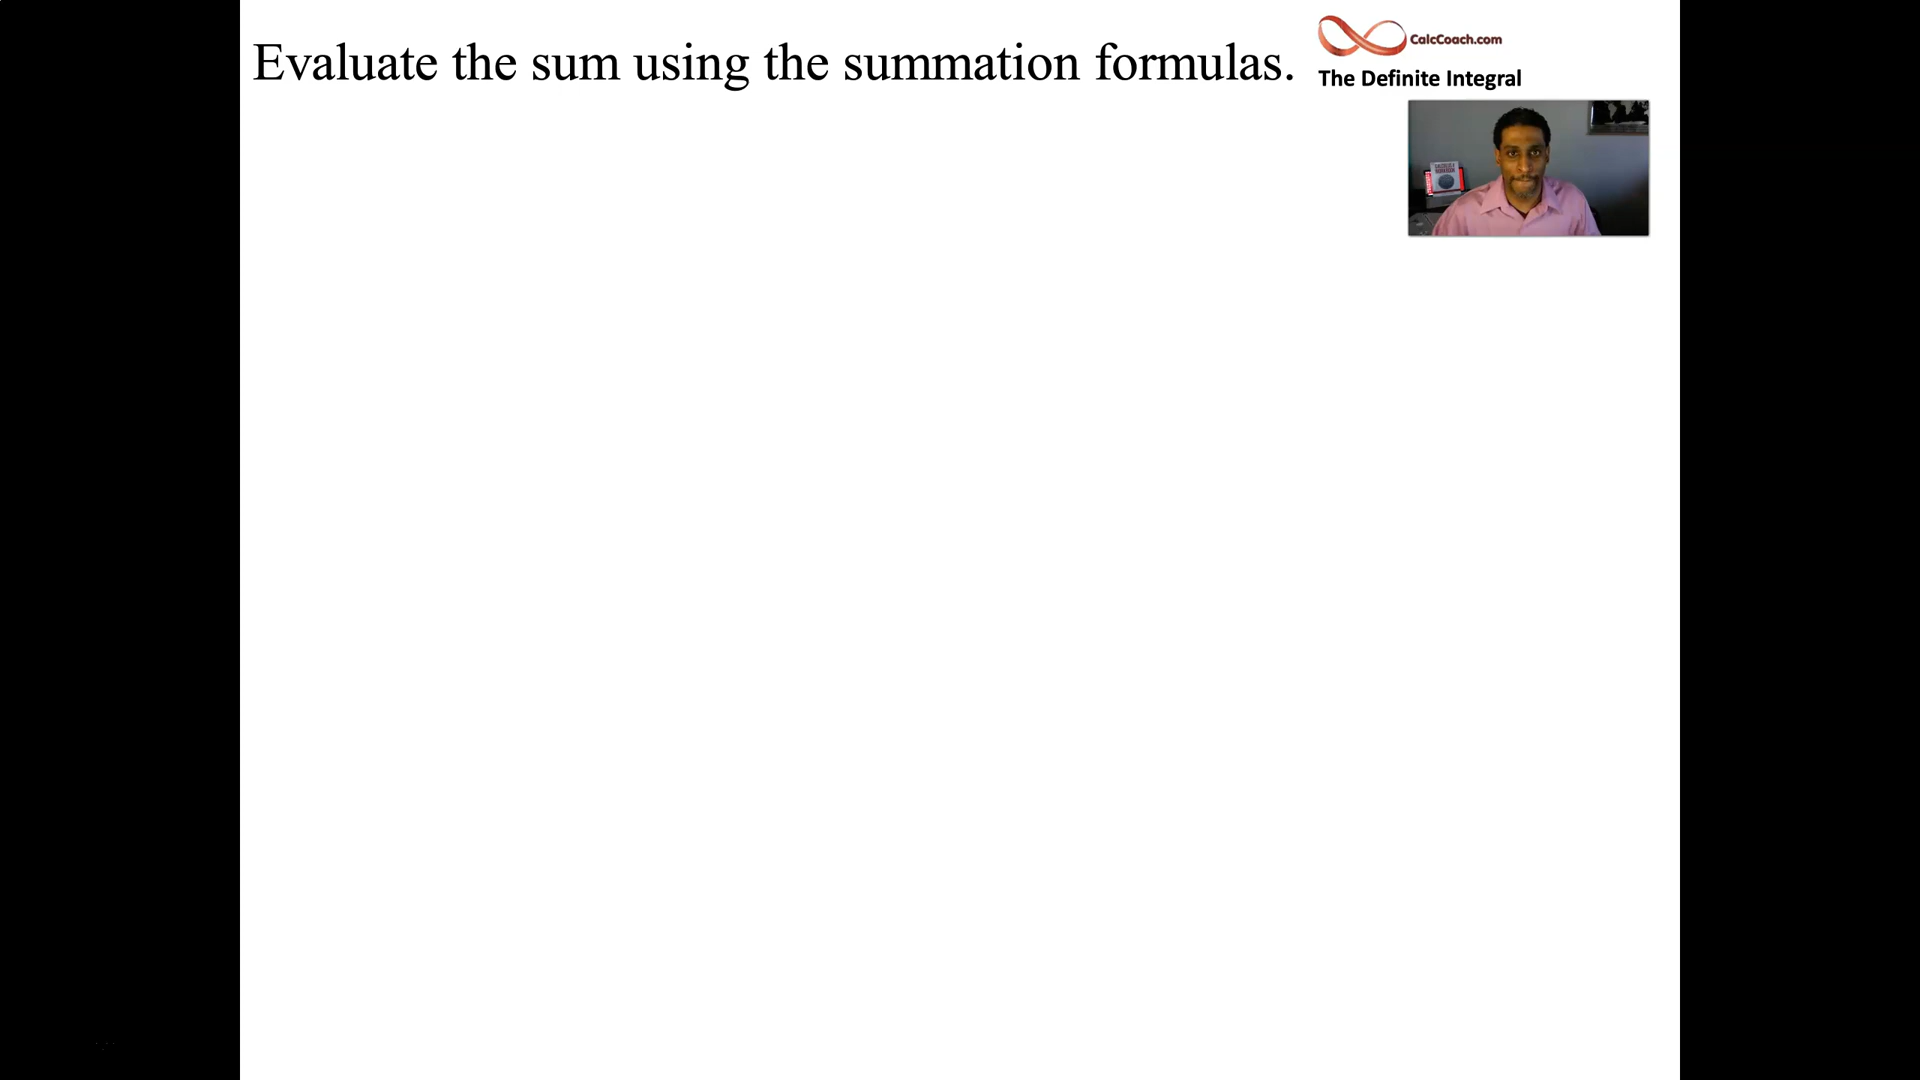 Evaluate the sum using the summation formulas.
CalcCoach.com
The Definite Integral